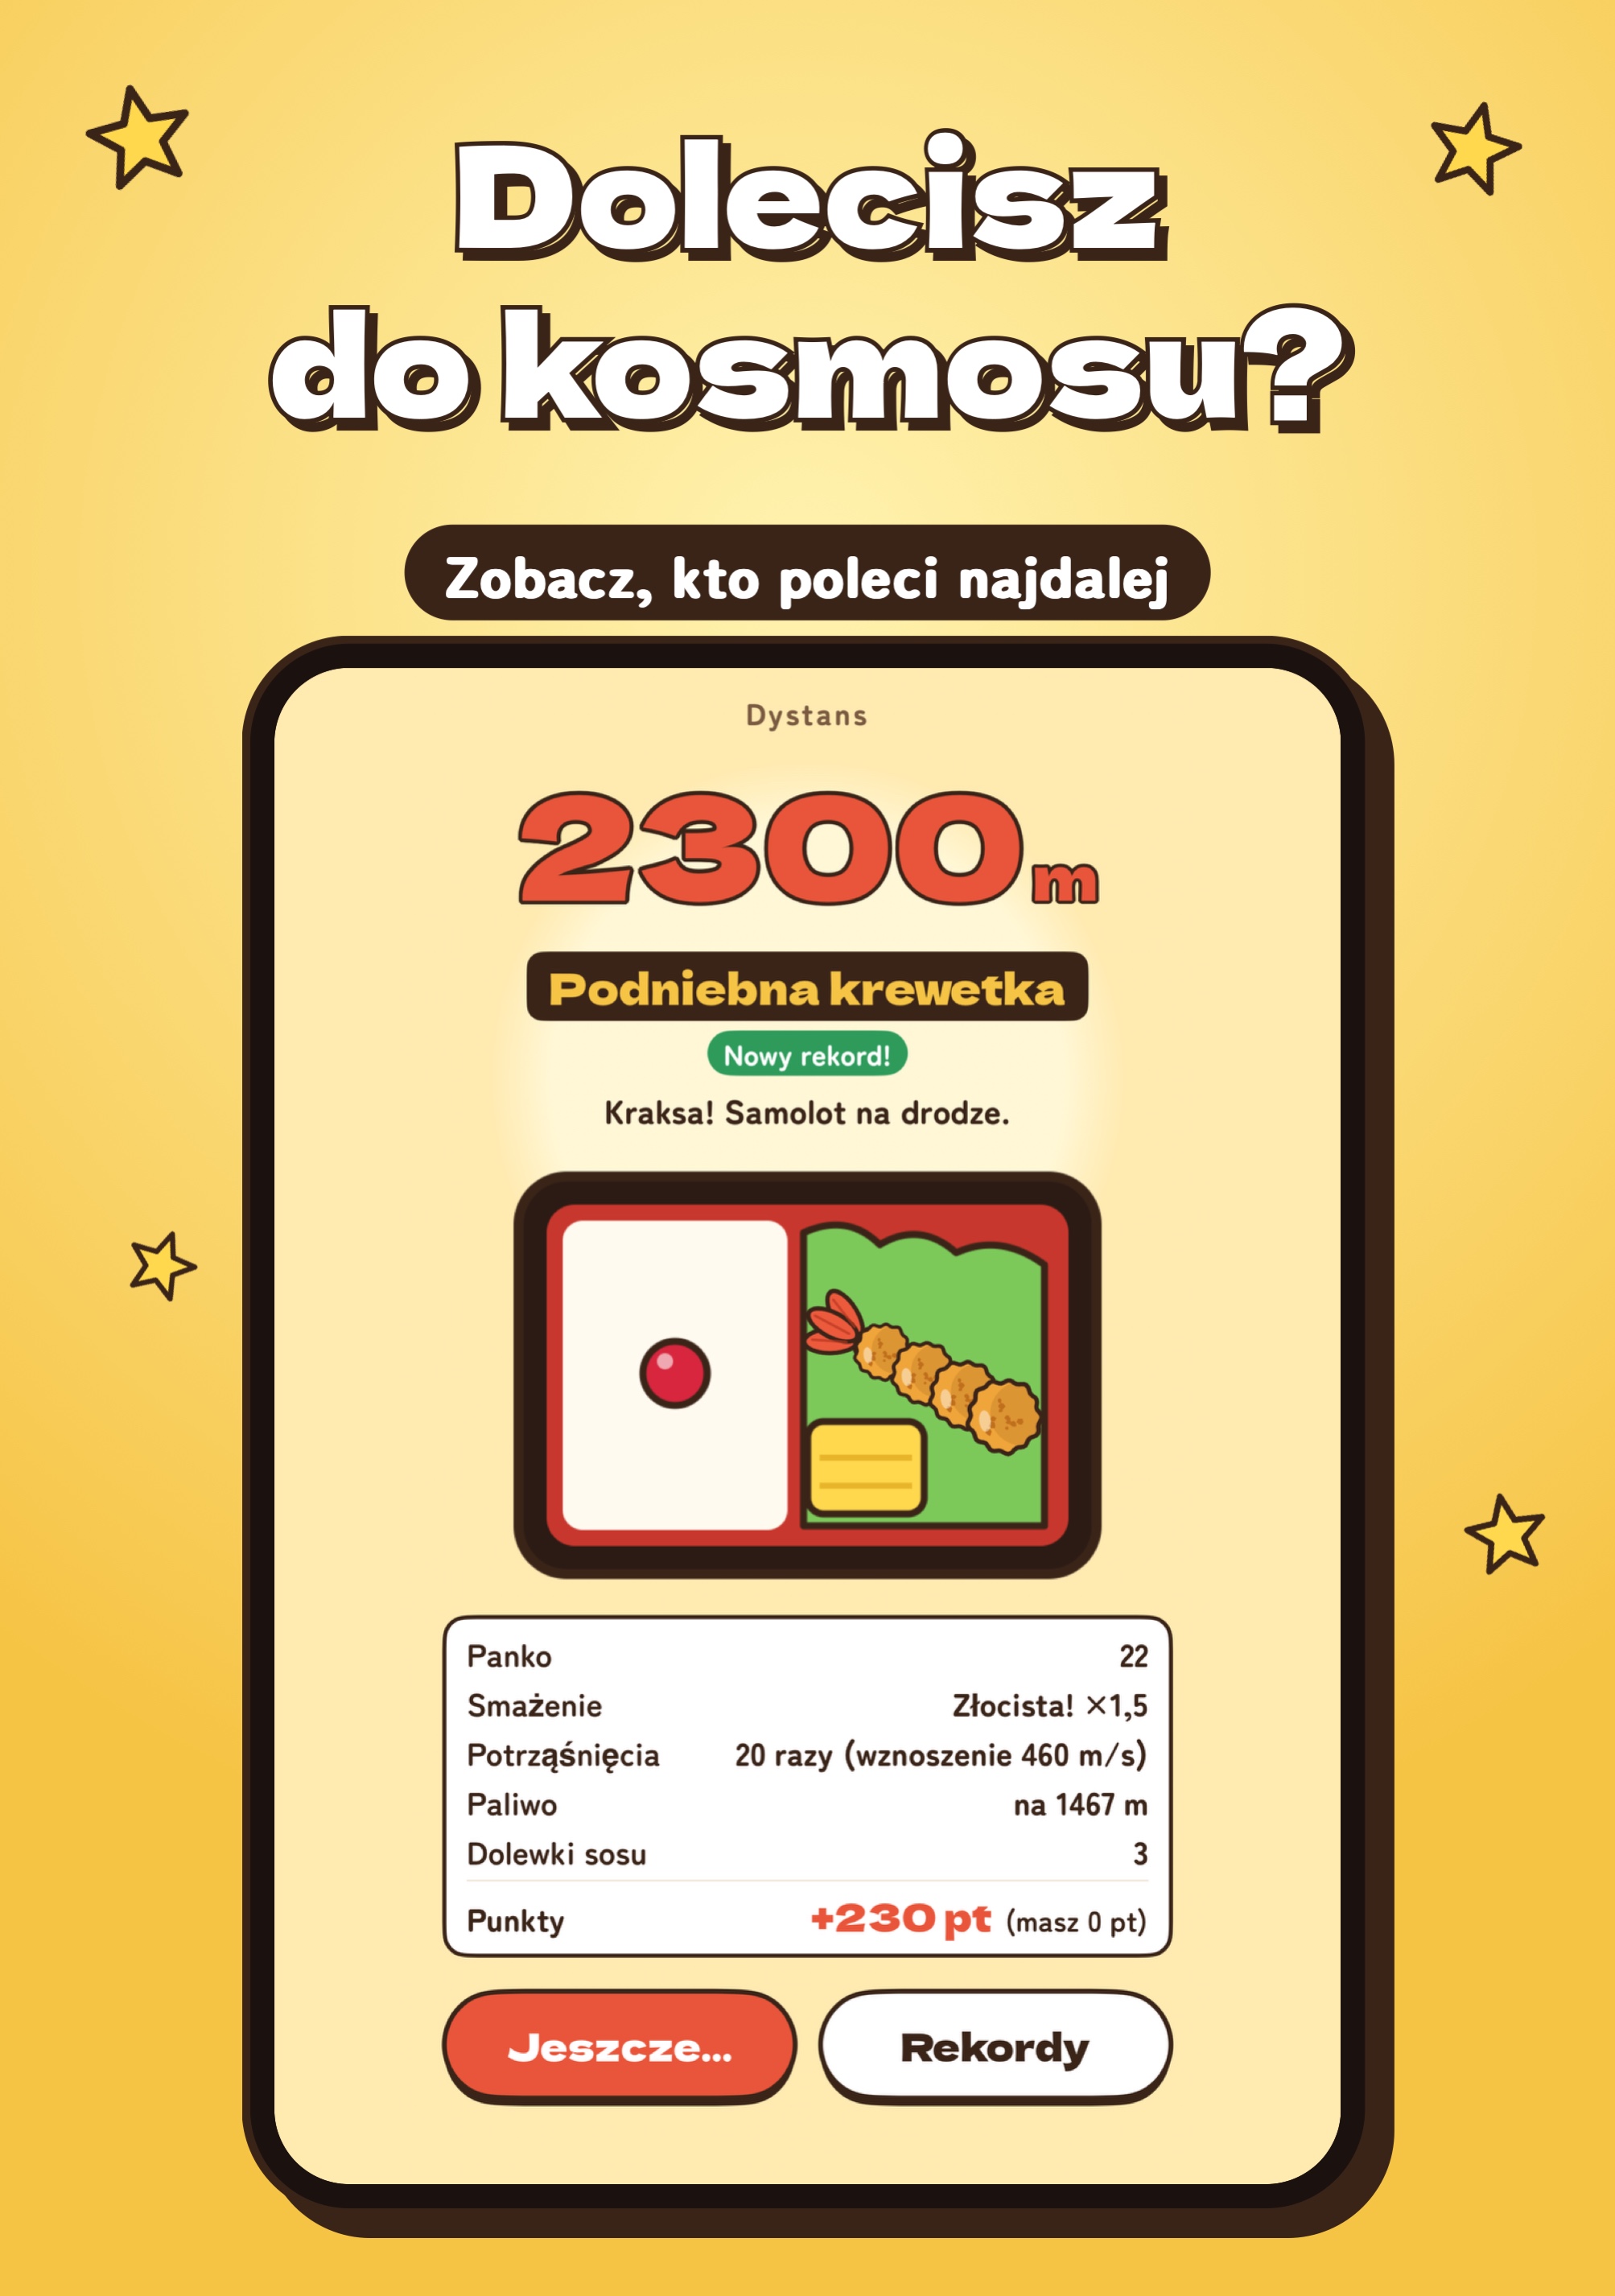 Dolecisz
do kosmosu?
Zobacz, kto poleci najdalej
Dystans
2300 m
Podniebna krewetka
Nowy rekord!
Kraksa! Samolot na drodze.
Panko 22
Smażenie Złocista! ×1,5
Potrząśnięcia 20 razy (wznoszenie 460 m/s)
Paliwo na 1467 m
Dolewki sosu 3
Punkty +230 pt (masz 0 pt)
Jeszcze... Rekordy